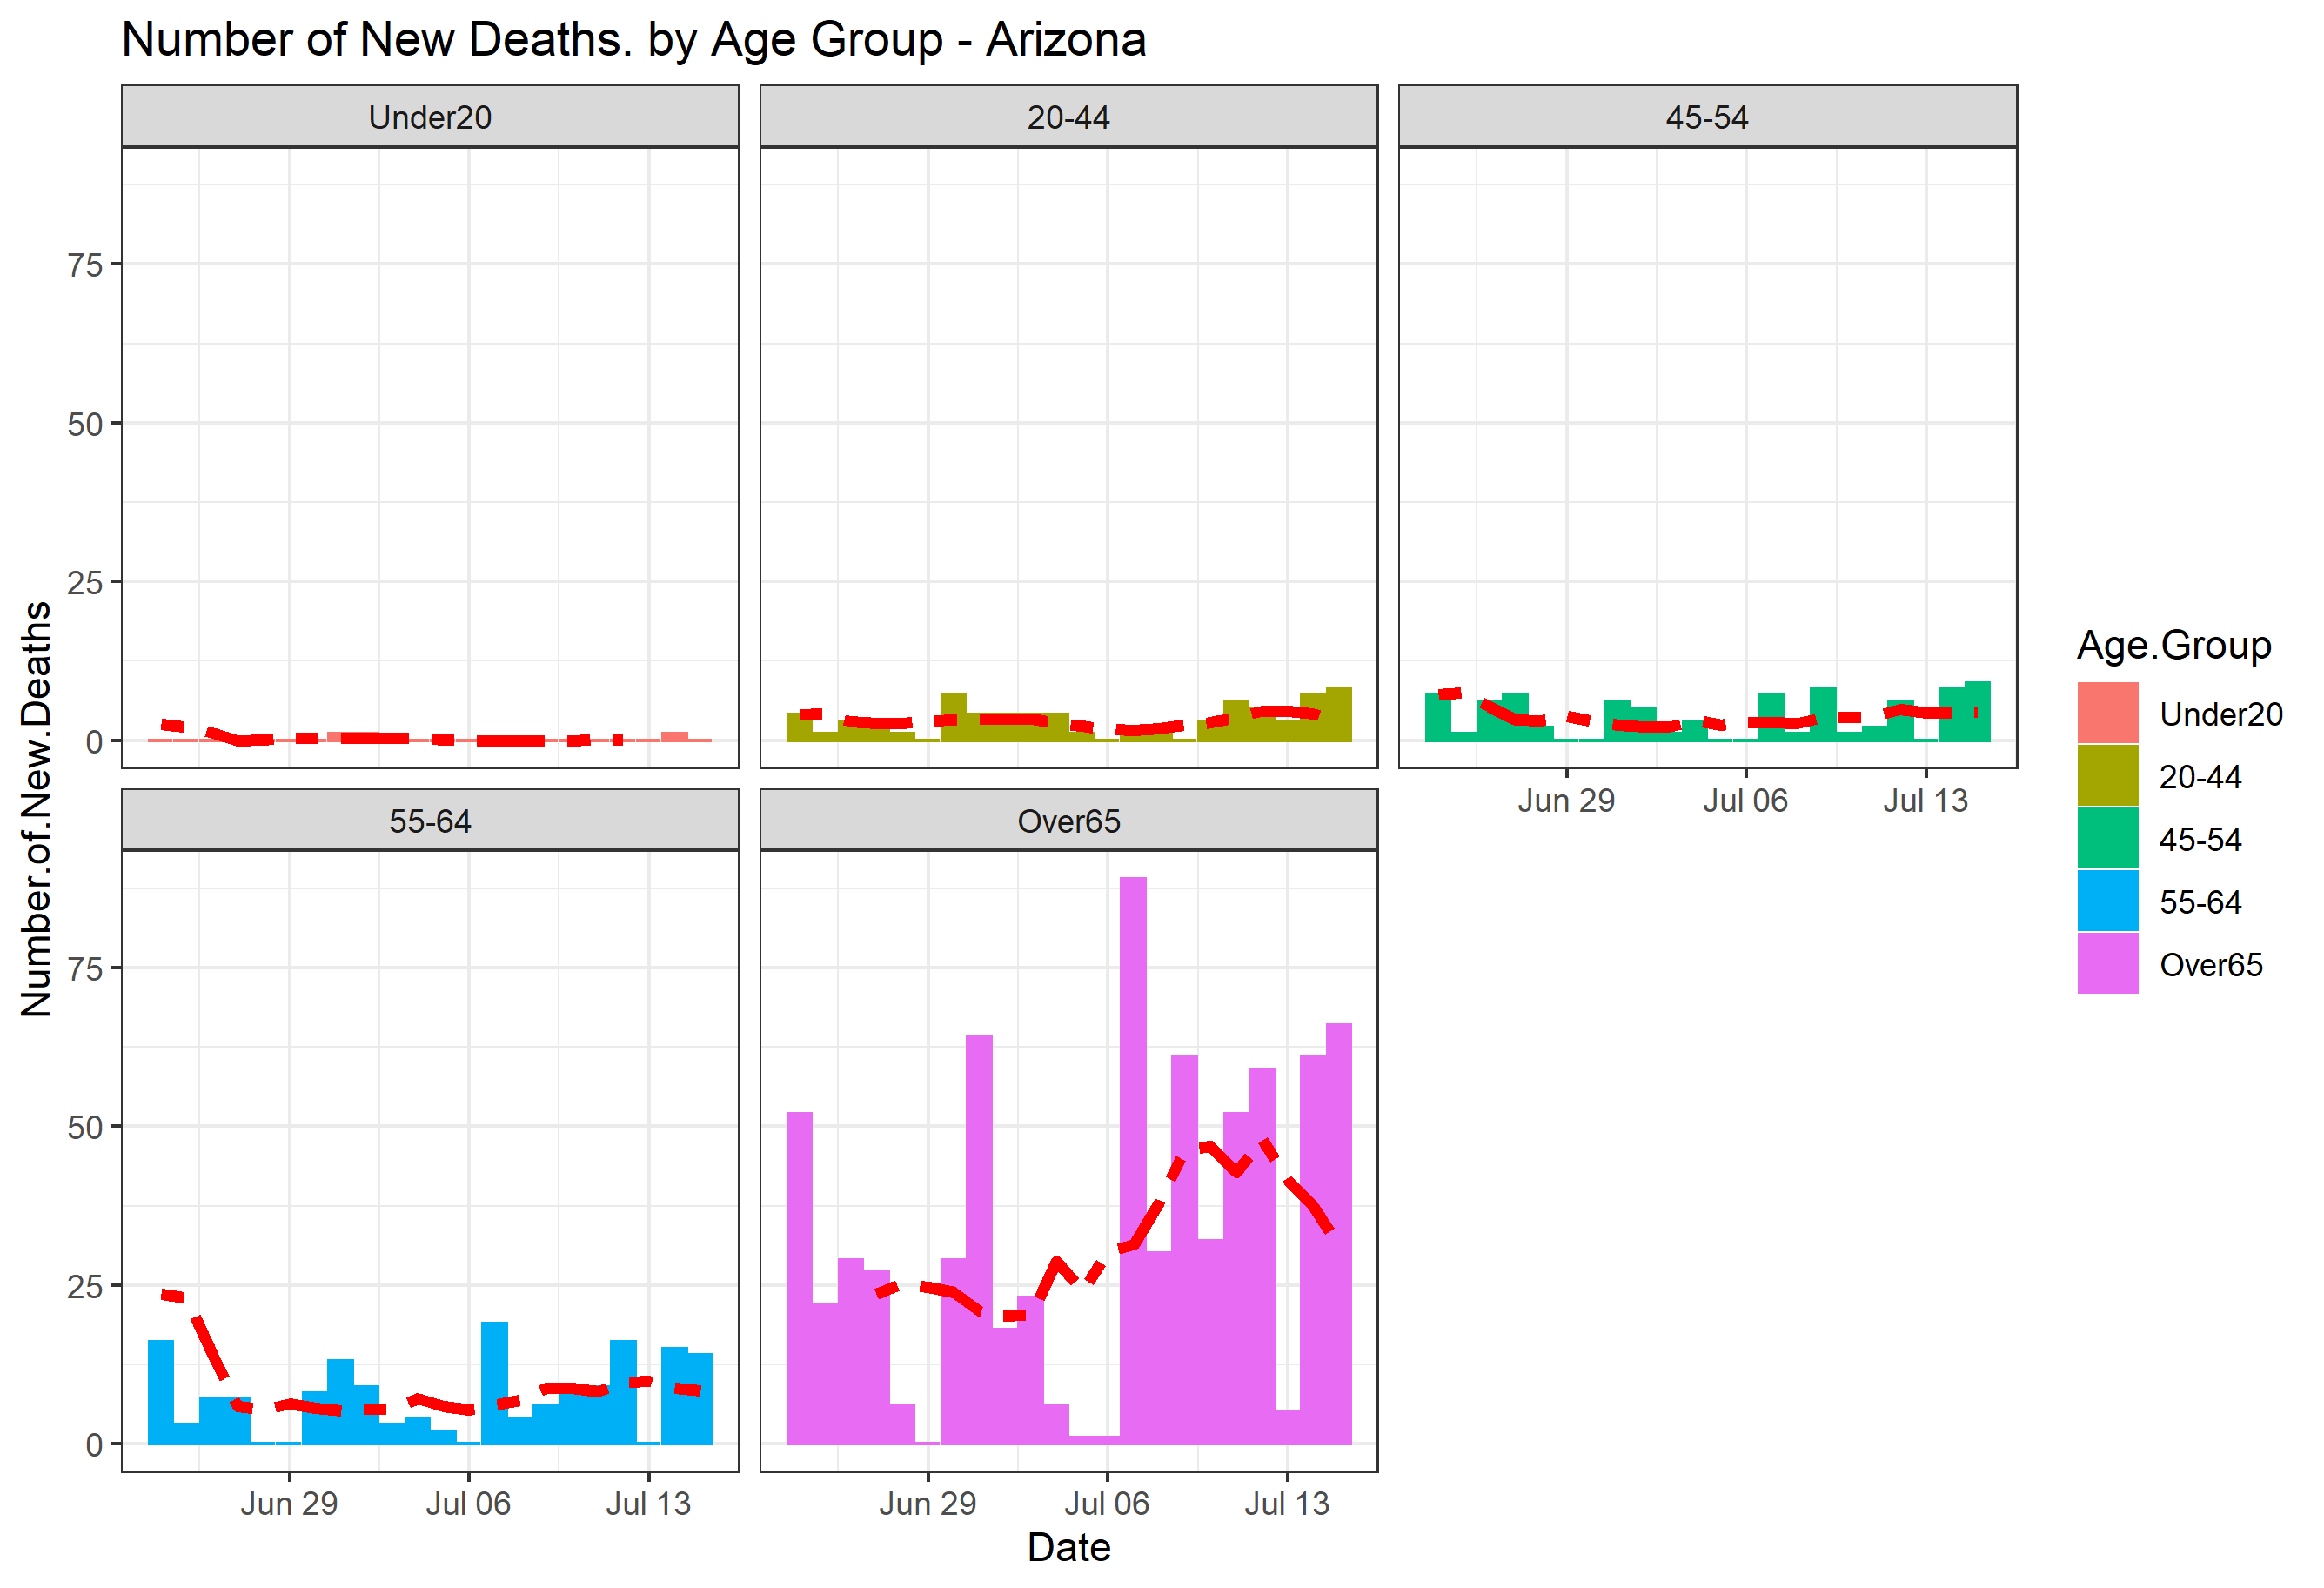 Number of New Deaths. by Age Group - Arizona
Under20
20-44
45-54
75
50
25
0
Jun 29 Jul 06 Jul 13
55-64
Over65
75
50
25
0
Jun 29 Jul 06 Jul 13
Jun 29 Jul 06 Jul 13
Number.of.New.Deaths
Date
Age.Group
Under20
20-44
45-54
55-64
Over65